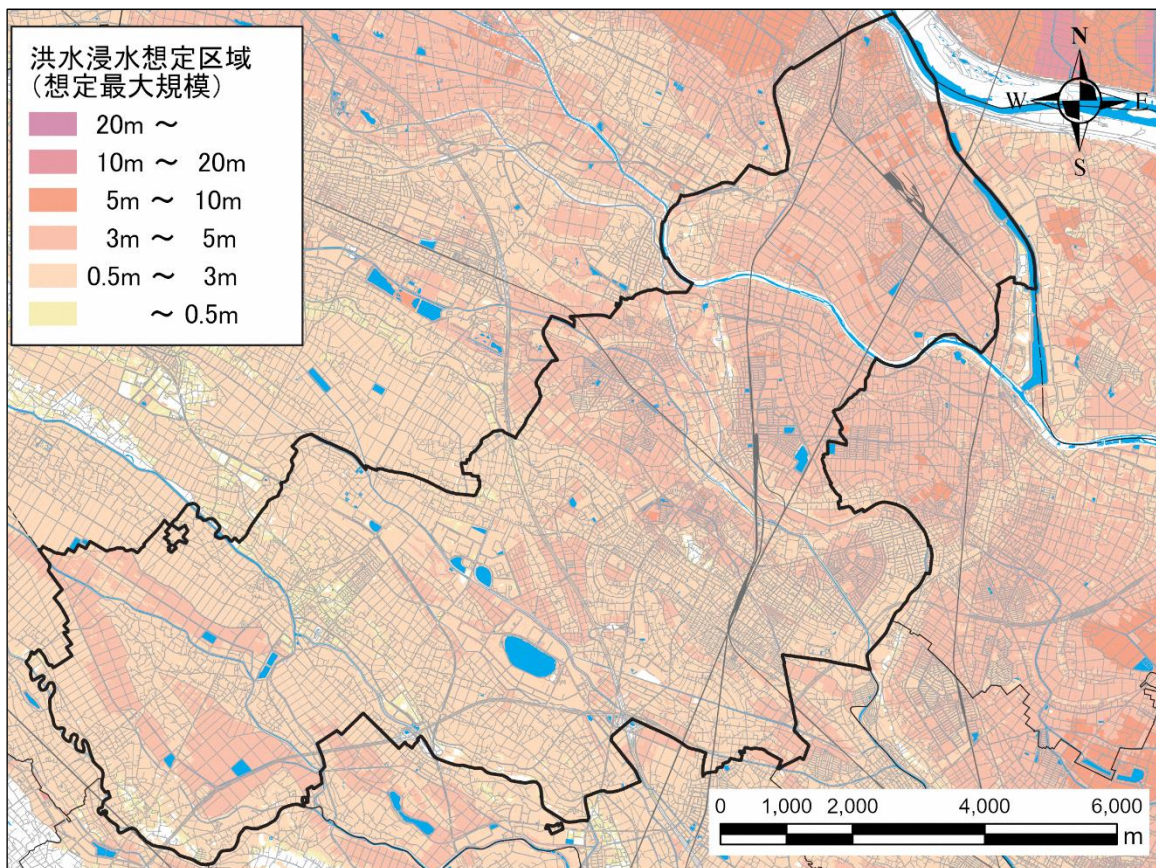 洪水浸水想定区域
(想定最大規模)
20m ~
10m ~ 20m
5m ~ 10m
3m ~ 5m
0.5m ~ 3m
~ 0.5m
N
W E
S
0 1,000 2,000 4,000 6,000
m